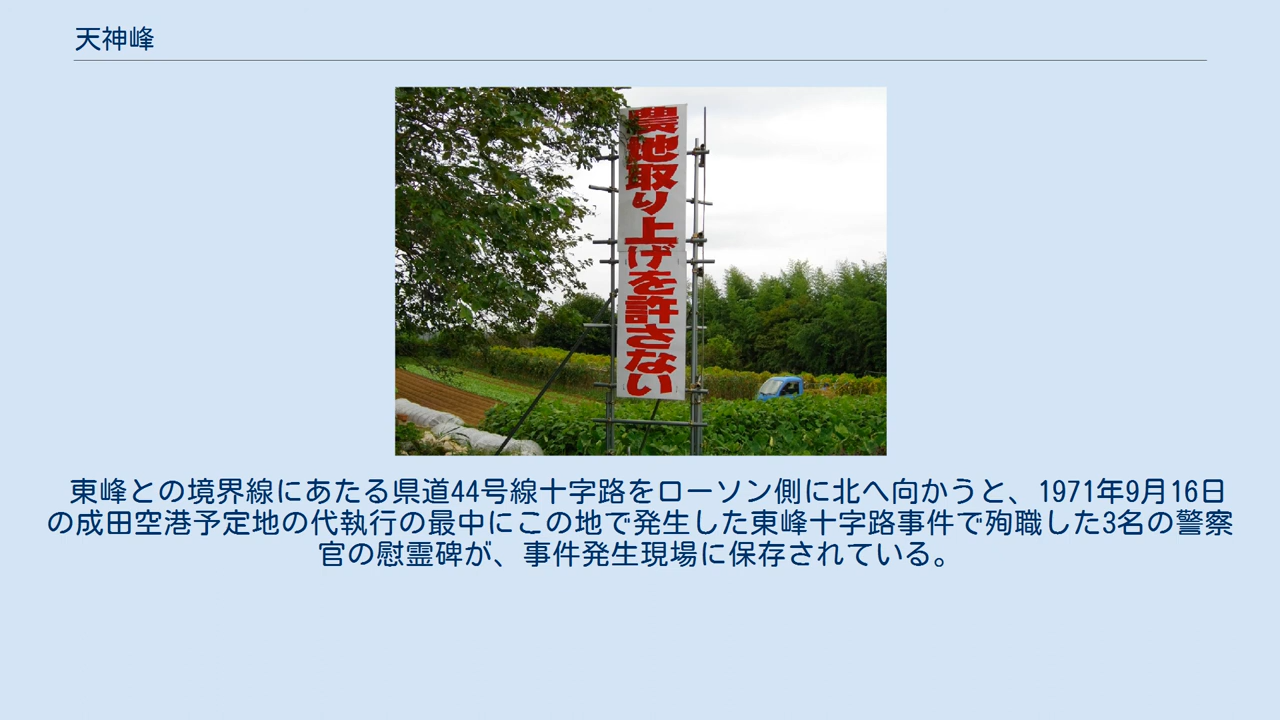 天神峰
農地取り上げを許さない
東峰との境界線にあたる県道44号線十字路をローソン側に北へ向かうと、1971年9月16日
の成田空港予定地の代執行の最中にこの地で発生した東峰十字路事件で殉職した3名の警察
官の慰霊碑が、事件発生現場に保存されている。